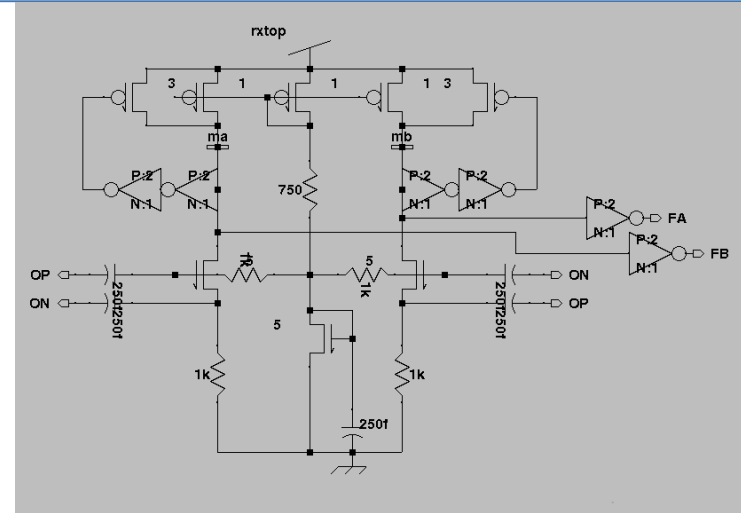 rxtop
3 1 1 1 3
ma mb
P:2 P:2 750 P:2 P:2
N:1 N:1 N:1 N:1
P:2 FA
N:1
P:2 FB
N:1
OP 1k 5 ON
1k
ON 250f 250f 250f 250f OP
5
1k 1k
250f